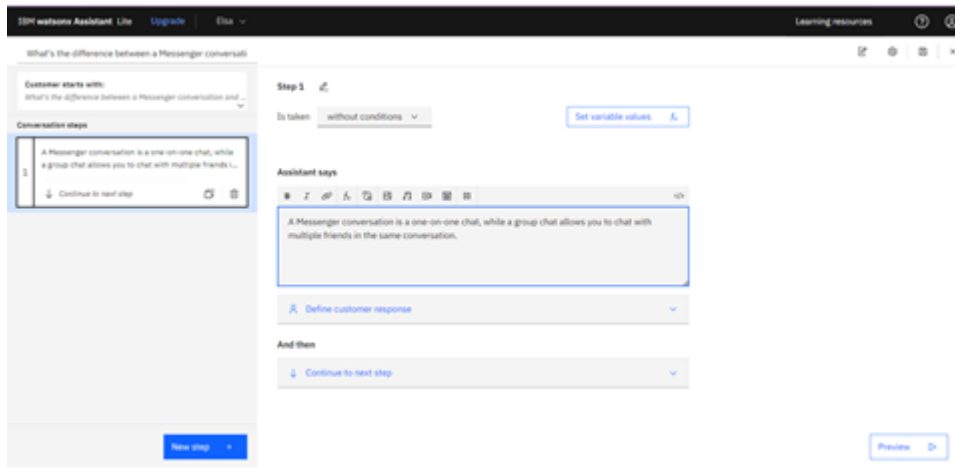 IBM watsonx Assistant Lite Upgrade Elsa Learning resources
What's the difference between a Messenger conversati
Customer starts with:
What's the difference between a Messenger conversation and ...
Conversation steps
1
A Messenger conversation is a one-on-one chat, while
a group chat allows you to chat with multiple friends i...
Continue to next step
New step +
Step 1
Is taken without conditions
Set variable values
Assistant says
B I
A Messenger conversation is a one-on-one chat, while a group chat allows you to chat with
multiple friends in the same conversation.
Define customer response
And then
Continue to next step
Preview